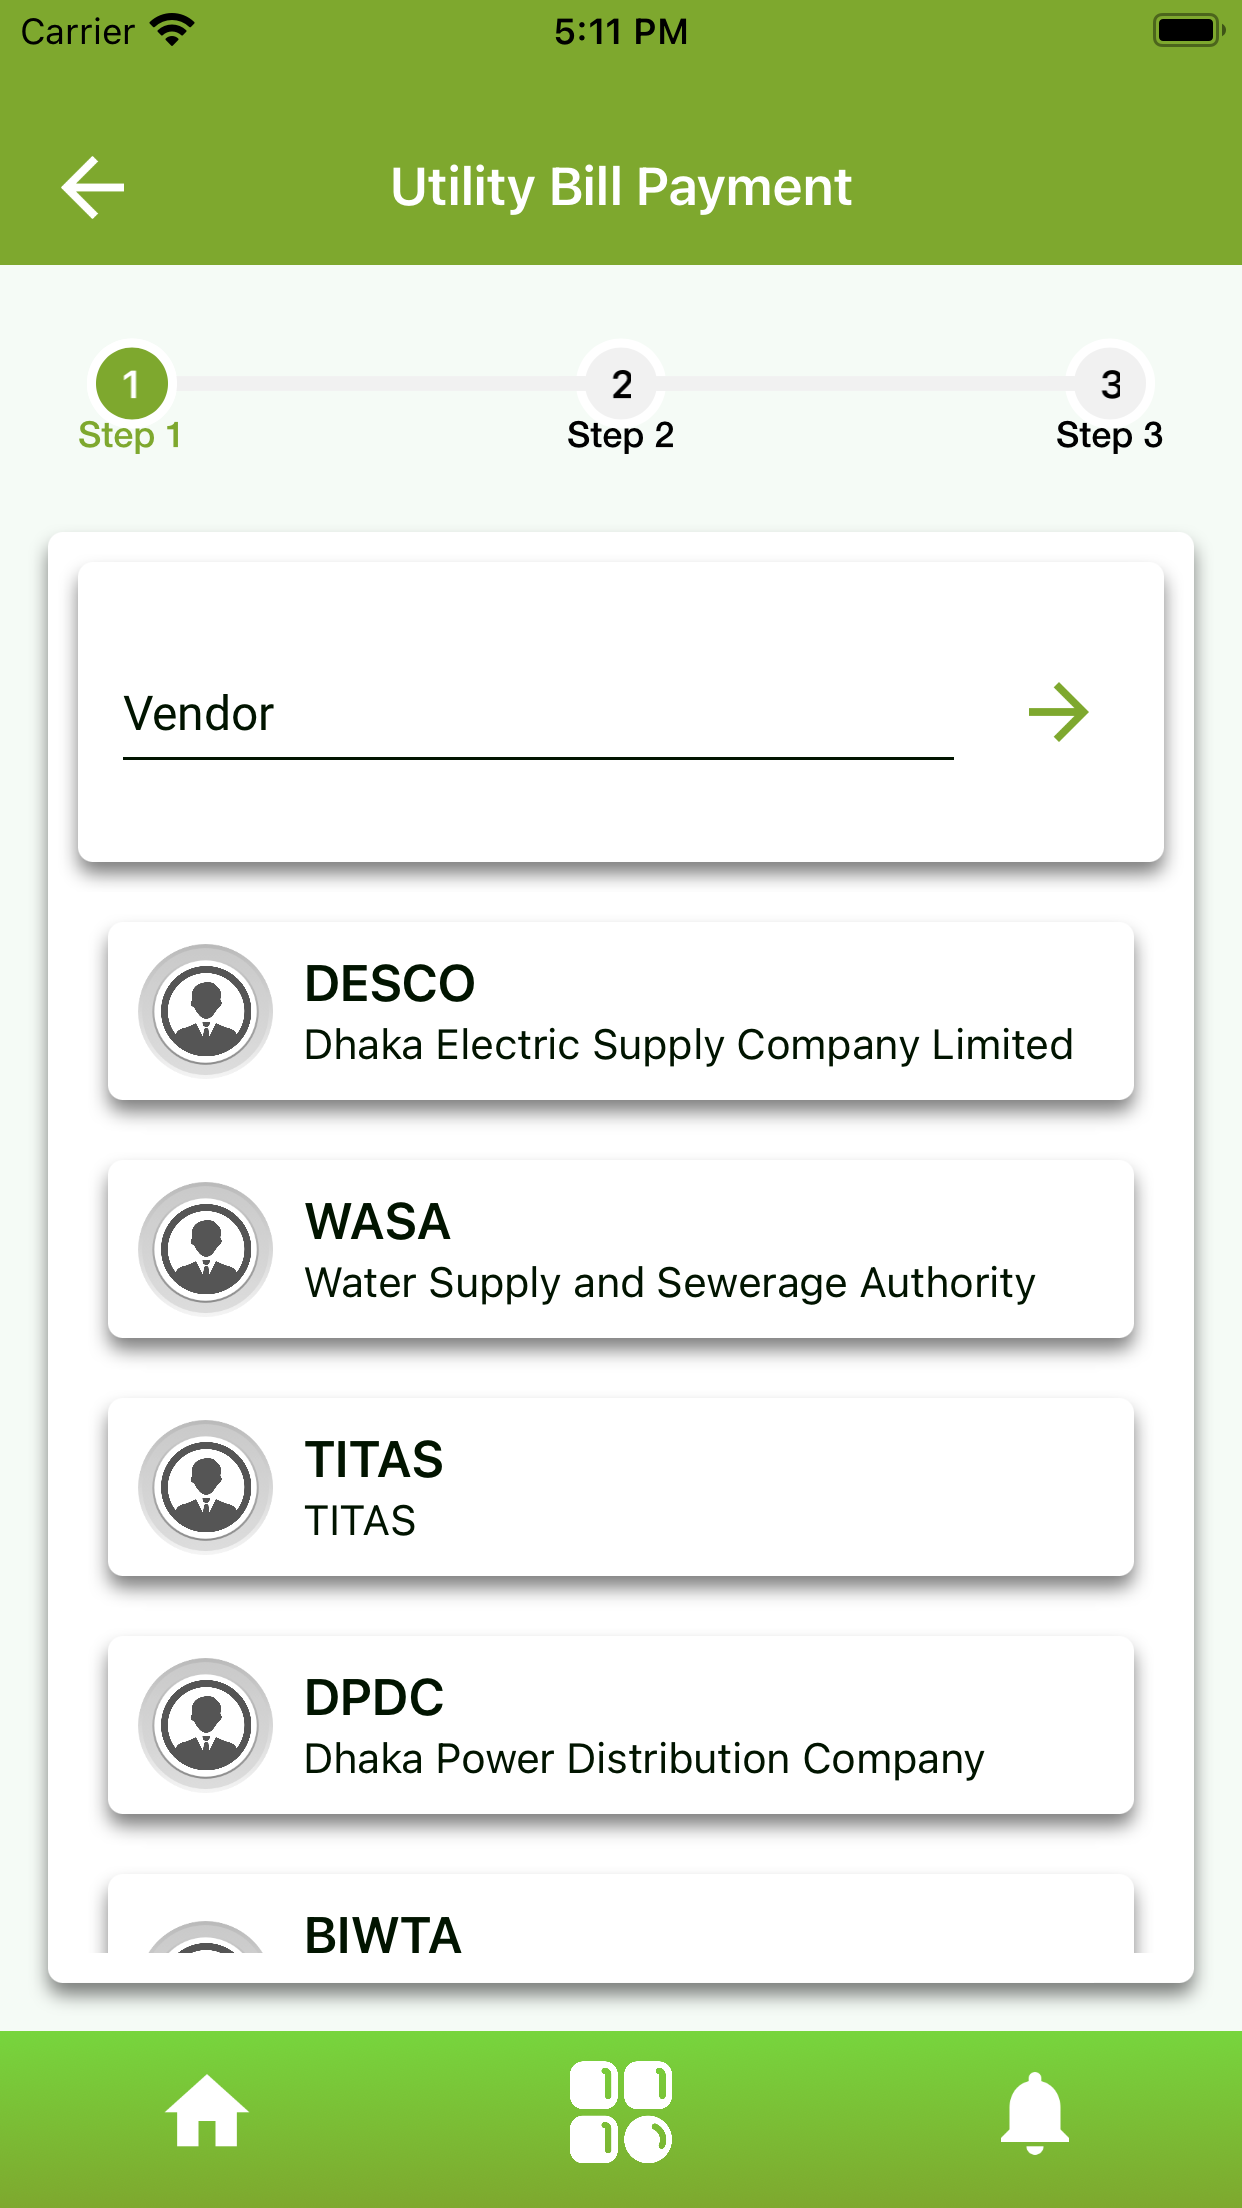 Carrier 5:11 PM
Utility Bill Payment
1 2 3
Step 1 Step 2 Step 3
Vendor
DESCO
Dhaka Electric Supply Company Limited
WASA
Water Supply and Sewerage Authority
TITAS
TITAS
DPDC
Dhaka Power Distribution Company
BIWTA